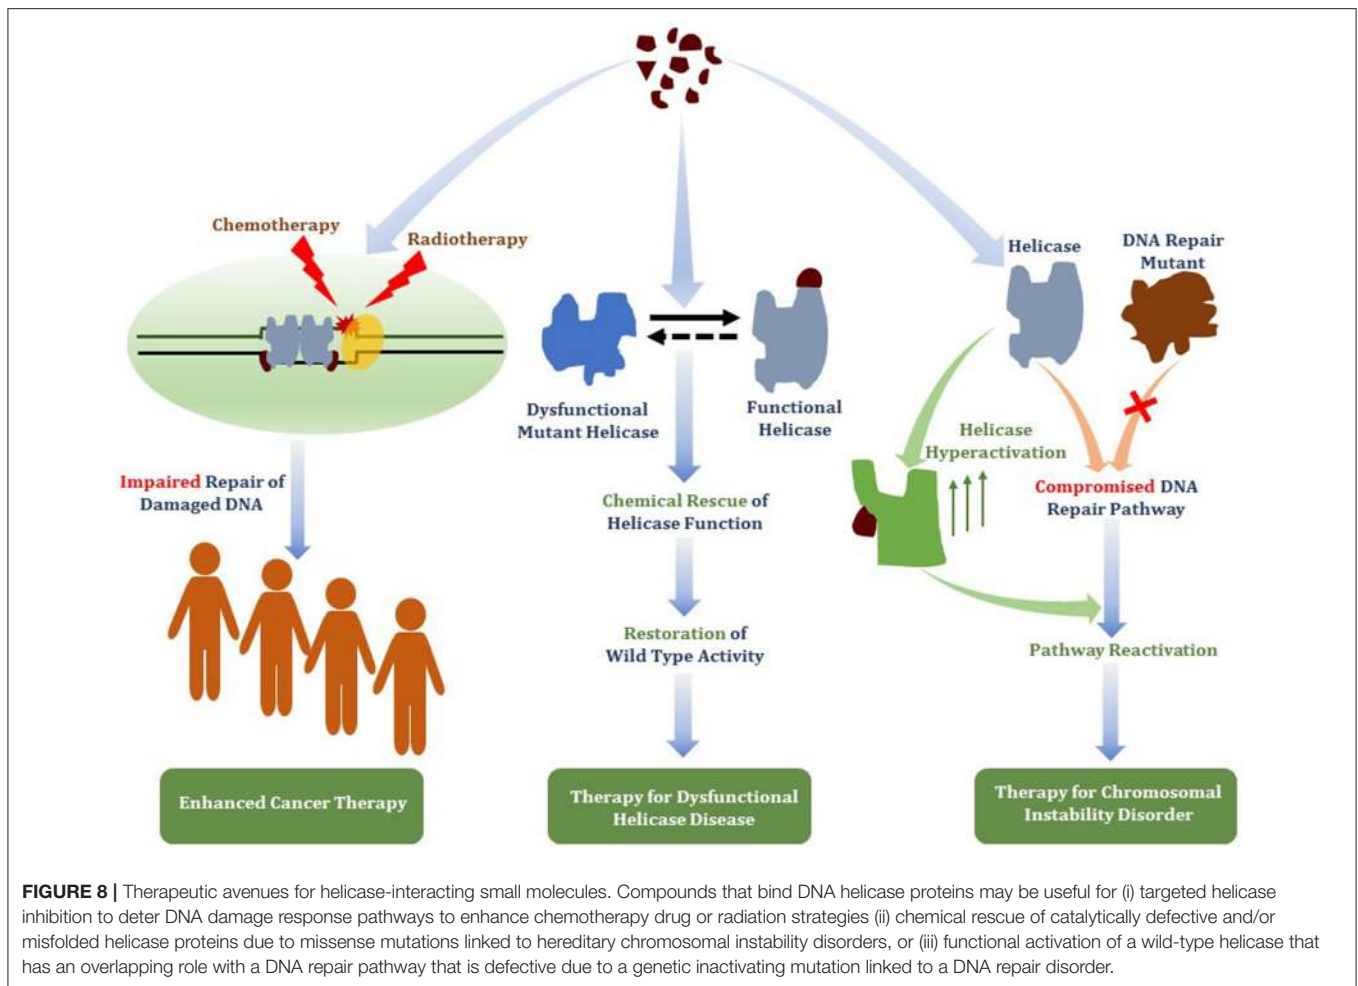 Chemotherapy
Radiotherapy
Impaired Repair of
Damaged DNA
Enhanced Cancer Therapy
Dysfunctional
Mutant Helicase
Functional
Helicase
Chemical Rescue of
Helicase Function
Restoration of
Wild Type Activity
Therapy for Dysfunctional
Helicase Disease
Helicase
DNA Repair
Mutant
Helicase
Hyperactivation
Compromised DNA
Repair Pathway
Pathway Reactivation
Therapy for Chromosomal
Instability Disorder
FIGURE 8 | Therapeutic avenues for helicase-interacting small molecules. Compounds that bind DNA helicase proteins may be useful for (i) targeted helicase
inhibition to deter DNA damage response pathways to enhance chemotherapy drug or radiation strategies (ii) chemical rescue of catalytically defective and/or
misfolded helicase proteins due to missense mutations linked to hereditary chromosomal instability disorders, or (iii) functional activation of a wild-type helicase that
has an overlapping role with a DNA repair pathway that is defective due to a genetic inactivating mutation linked to a DNA repair disorder.